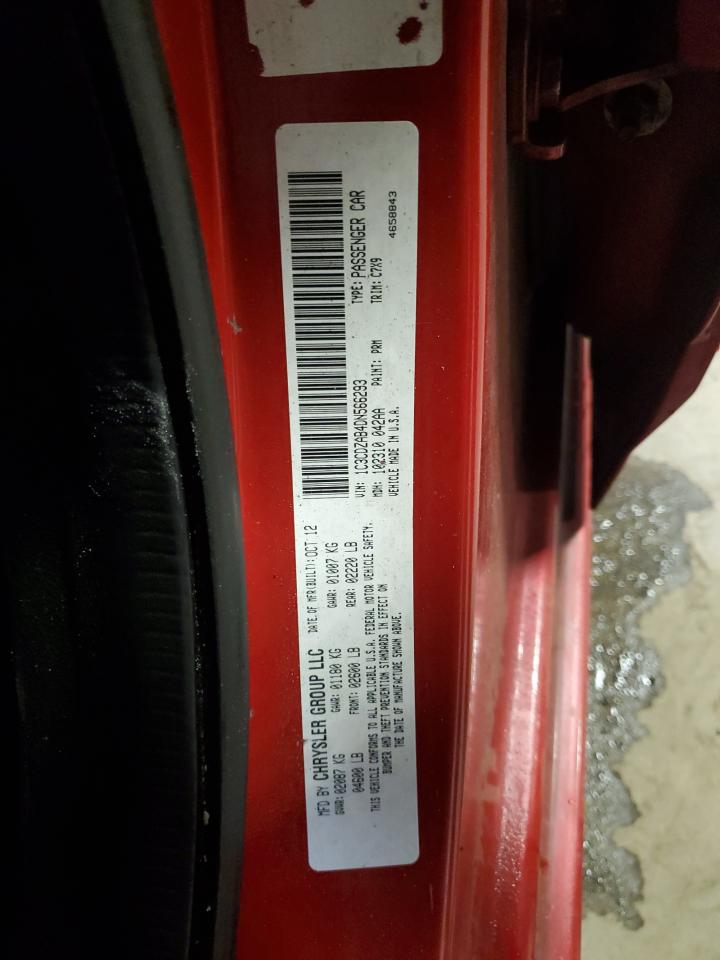 MFD BY CHRYSLER GROUP LLC DATE OF MFR(BUILT): OCT 12
GVWR: 02087 KG GAWR: 01180 KG GAWR: 01007 KG
04600 LB FRONT: 02600 LB REAR: 02220 LB
THIS VEHICLE CONFORMS TO ALL APPLICABLE U.S.A. FEDERAL MOTOR VEHICLE SAFETY,
BUMPER AND THEFT PREVENTION STANDARDS IN EFFECT ON
THE DATE OF MANUFACTURE SHOWN ABOVE.
VIN: 1C3CDZAB4DN566293 TYPE: PASSENGER CAR
MDH: 102310 042AA PAINT: PRM TRIM: C7X9
VEHICLE MADE IN U.S.A. 4658843